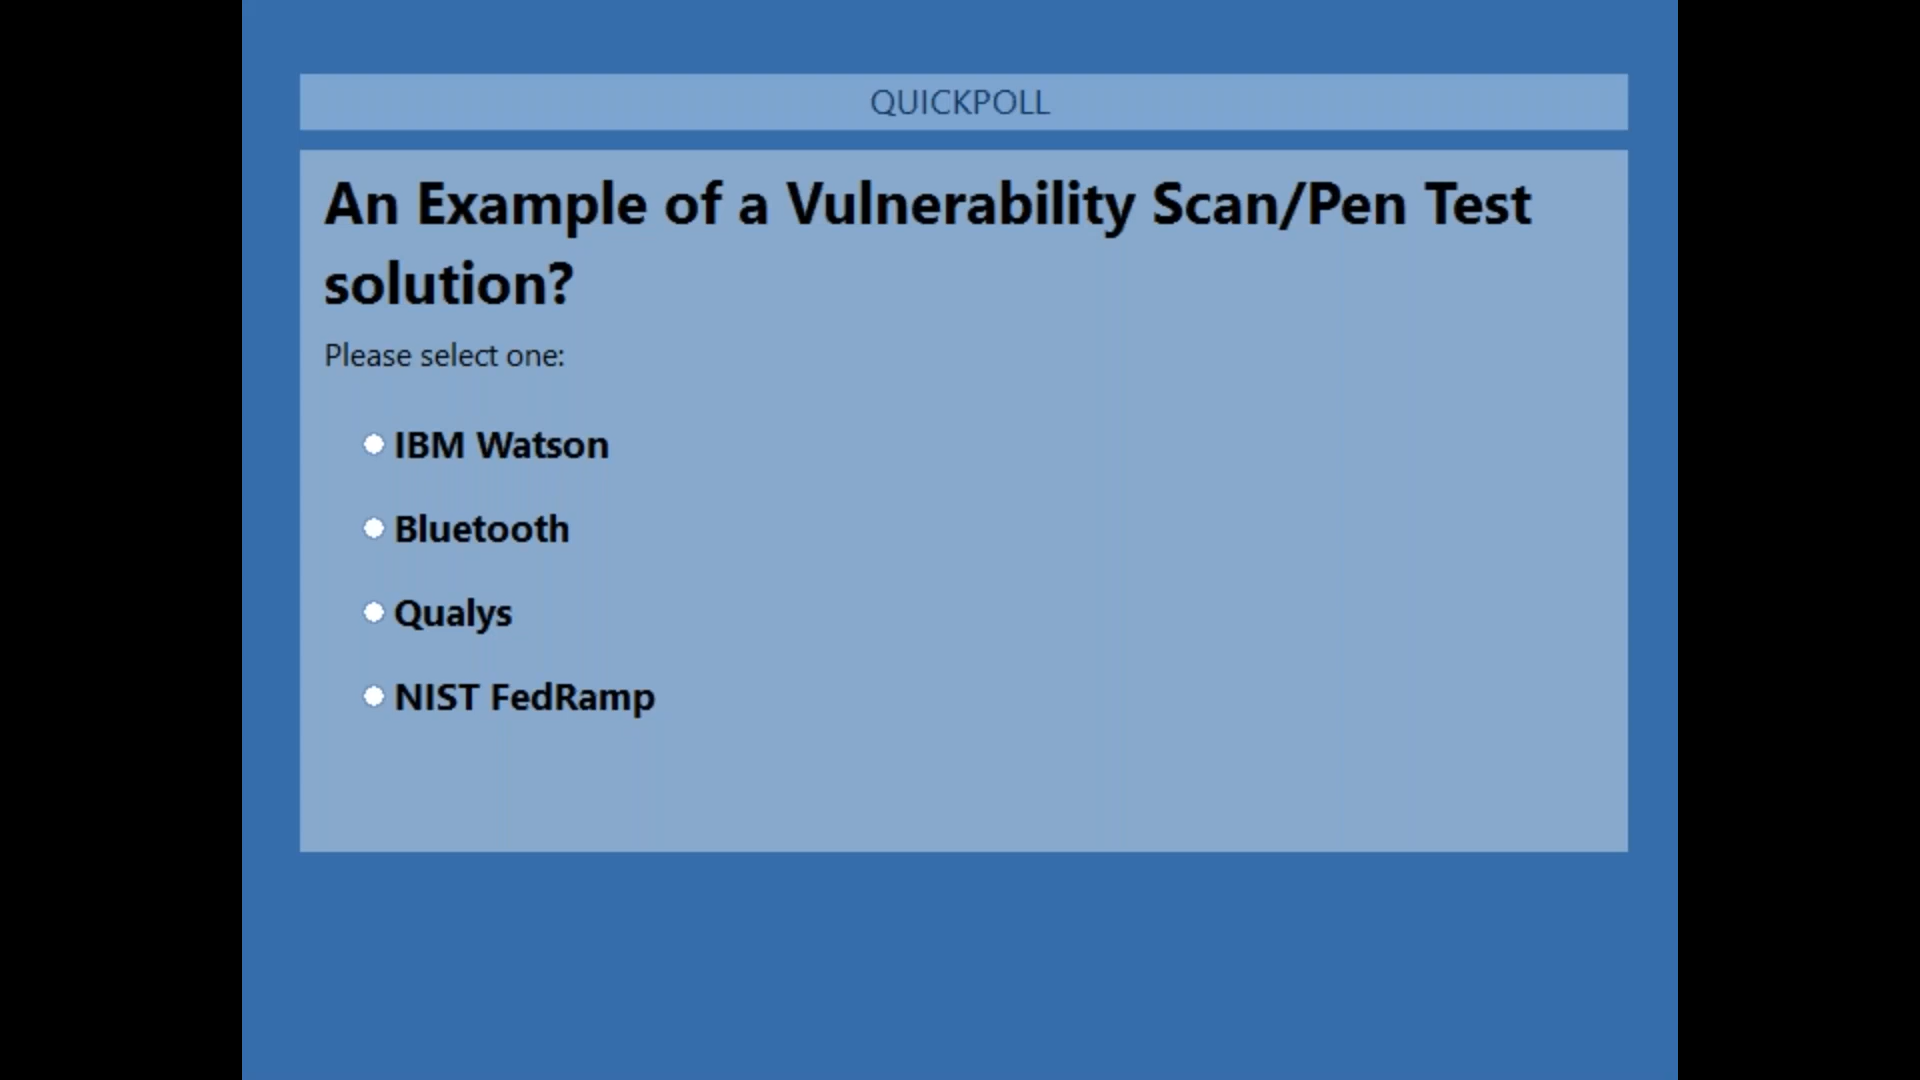 QUICKPOLL
An Example of a Vulnerability Scan/Pen Test
solution?
Please select one:
IBM Watson
Bluetooth
Qualys
NIST FedRamp